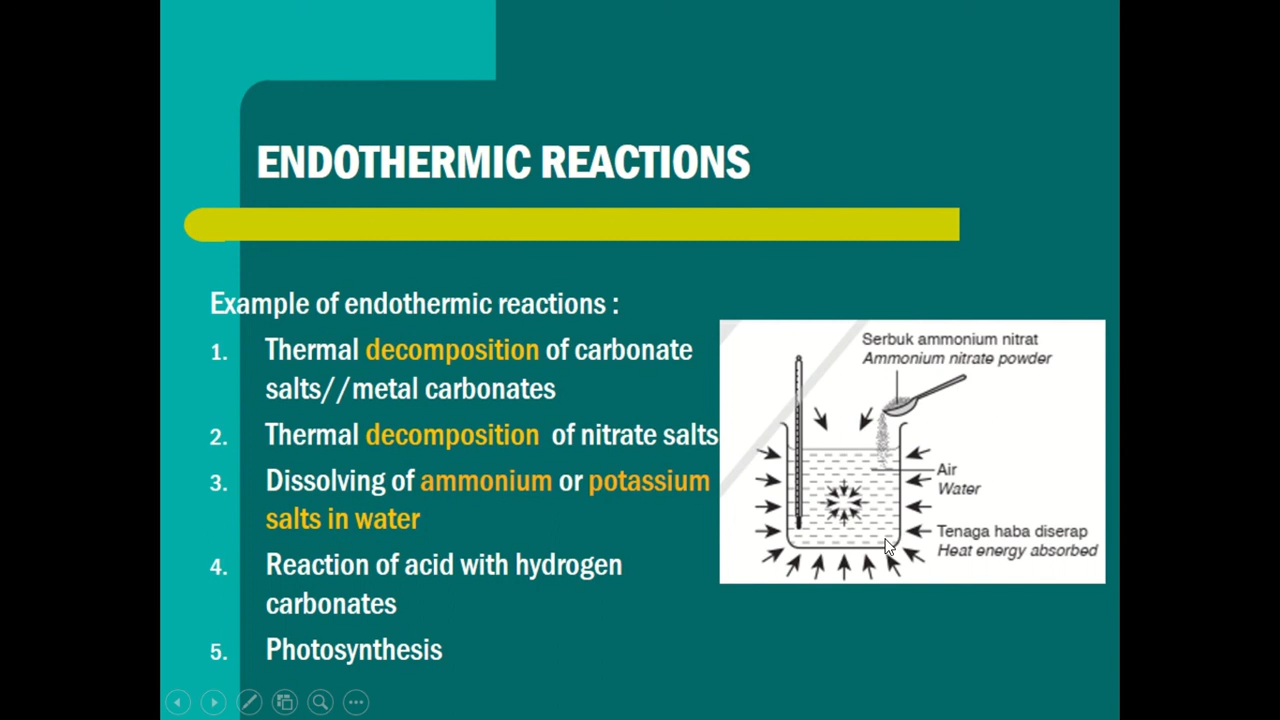 ENDOTHERMIC REACTIONS
Example of endothermic reactions :
1. Thermal decomposition of carbonate
salts//metal carbonates
2. Thermal decomposition of nitrate salts
3. Dissolving of ammonium or potassium
salts in water
4. Reaction of acid with hydrogen
carbonates
5. Photosynthesis
Serbuk ammonium nitrat
Ammonium nitrate powder
Air
Water
Tenaga haba diserap
Heat energy absorbed